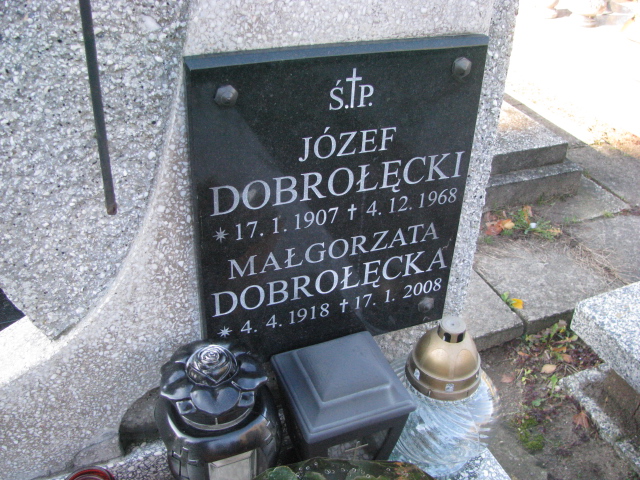 Ś.†P.
JÓZEF
DOBROŁĘCKI
* 17. 1. 1907 † 4. 12. 1968
MAŁGORZATA
DOBROŁĘCKA
* 4. 4. 1918 † 17. 1. 2008